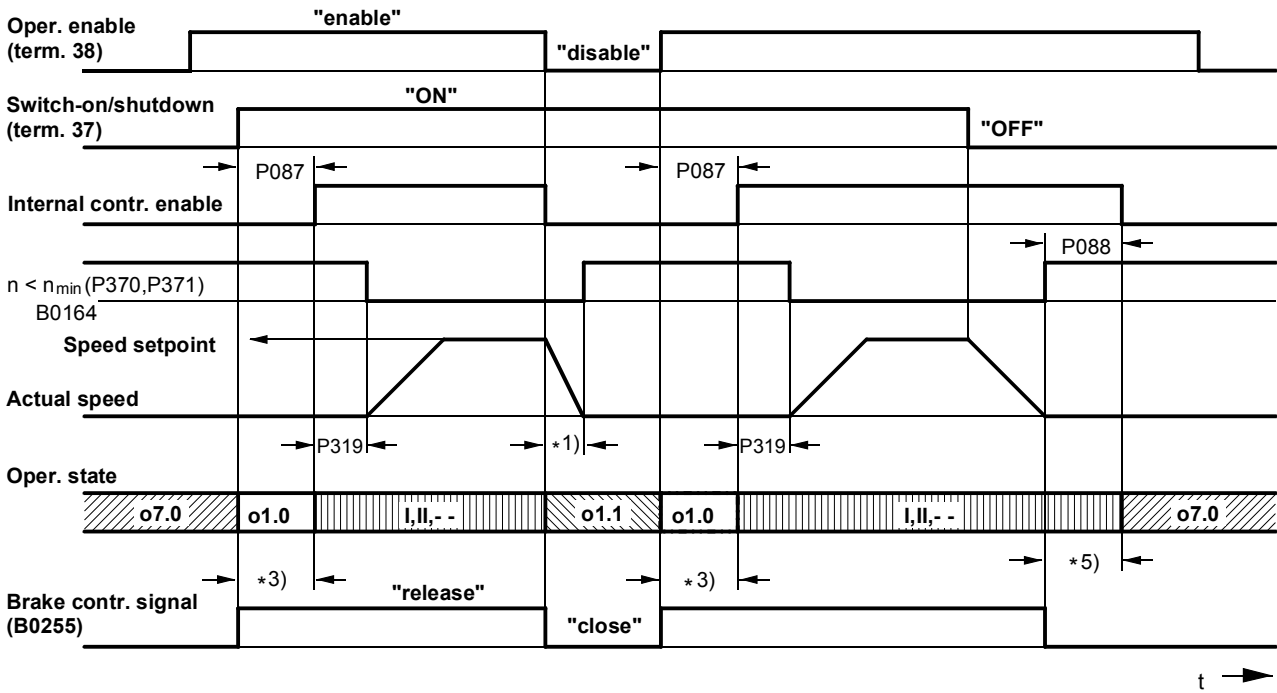 Oper. enable
(term. 38)
"enable"
"disable"
Switch-on/shutdown
(term. 37)
"ON"
"OFF"
P087
P087
Internal contr. enable
P088
n < nmin (P370,P371)
B0164
Speed setpoint
Actual speed
P319
*1)
P319
Oper. state
o7.0
o1.0
I,II,- -
o1.1
o1.0
I,II,- -
o7.0
*3)
*3)
*5)
Brake contr. signal
(B0255)
"release"
"close"
t